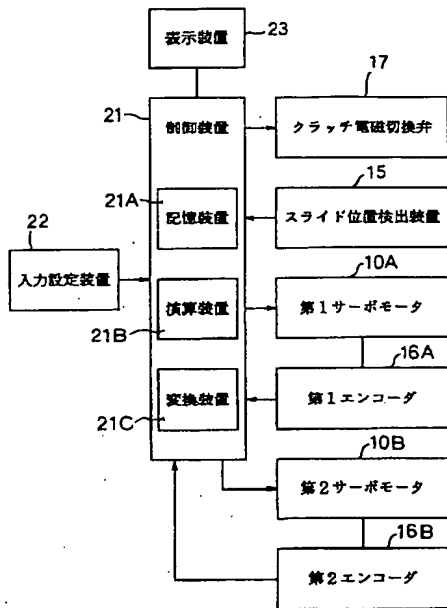 表示装置
23
21
制御装置
17
クラッチ電磁切換弁
21A
記憶装置
15
スライド位置検出装置
22
入力設定装置
21B
演算装置
10A
第1サーボモータ
21C
変換装置
16A
第1エンコーダ
10B
第2サーボモータ
16B
第2エンコーダ